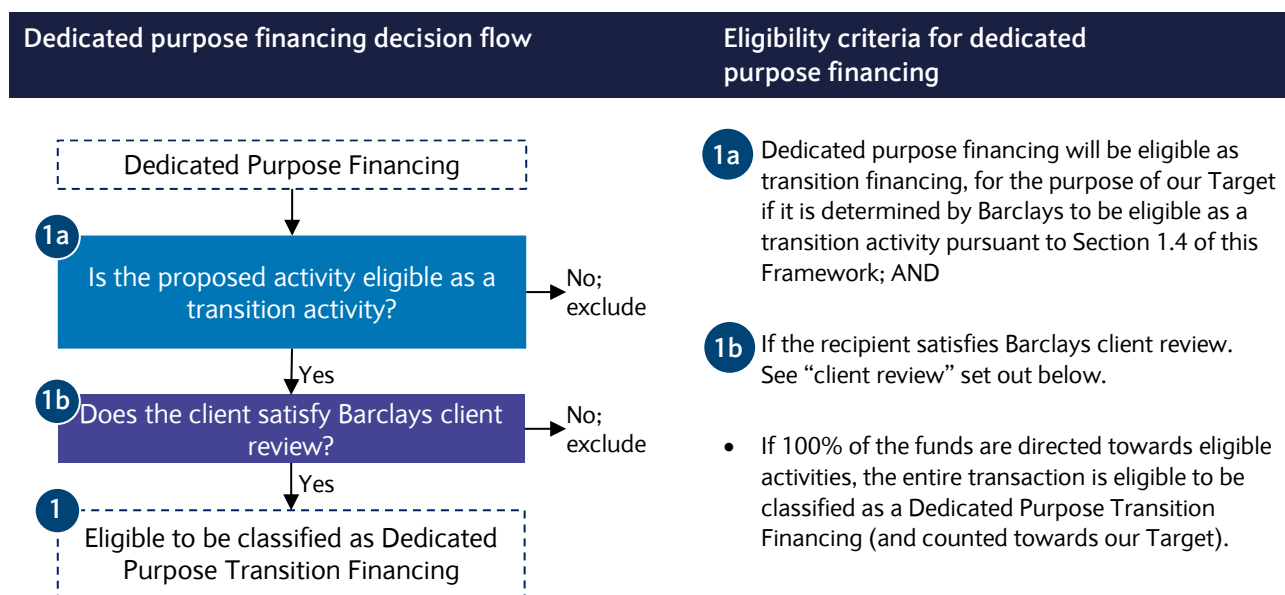 Dedicated purpose financing decision flow
Eligibility criteria for dedicated
purpose financing
Dedicated Purpose Financing
1a
Is the proposed activity eligible as a
transition activity?
No;
exclude
Yes
1b
Does the client satisfy Barclays client
review?
No;
exclude
Yes
1
Eligible to be classified as Dedicated
Purpose Transition Financing
1a
Dedicated purpose financing will be eligible as
transition financing, for the purpose of our Target
if it is determined by Barclays to be eligible as a
transition activity pursuant to Section 1.4 of this
Framework; AND
1b
If the recipient satisfies Barclays client review.
See “client review” set out below.
• If 100% of the funds are directed towards eligible
activities, the entire transaction is eligible to be
classified as a Dedicated Purpose Transition
Financing (and counted towards our Target).